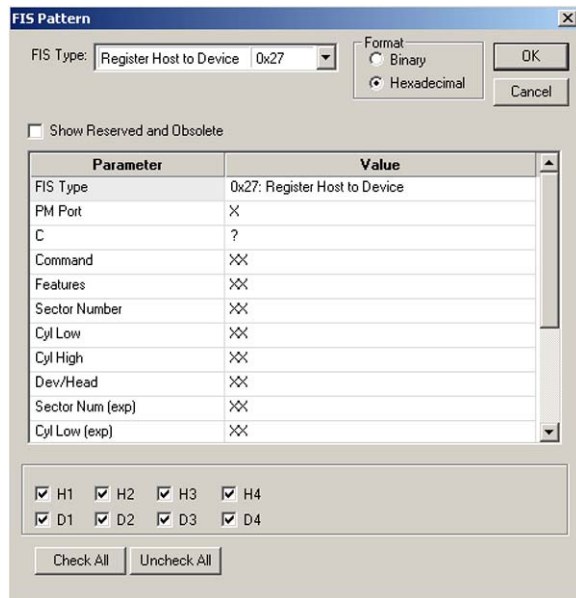 FIS Pattern
FIS Type: Register Host to Device 0x27
Format
Binary
Hexadecimal
OK
Cancel
Show Reserved and Obsolete
Parameter Value
FIS Type 0x27: Register Host to Device
PM Port X
C ?
Command XX
Features XX
Sector Number XX
Cyl Low XX
Cyl High XX
Dev/Head XX
Sector Num (exp) XX
Cyl Low (exp) XX
H1 H2 H3 H4
D1 D2 D3 D4
Check All Uncheck All